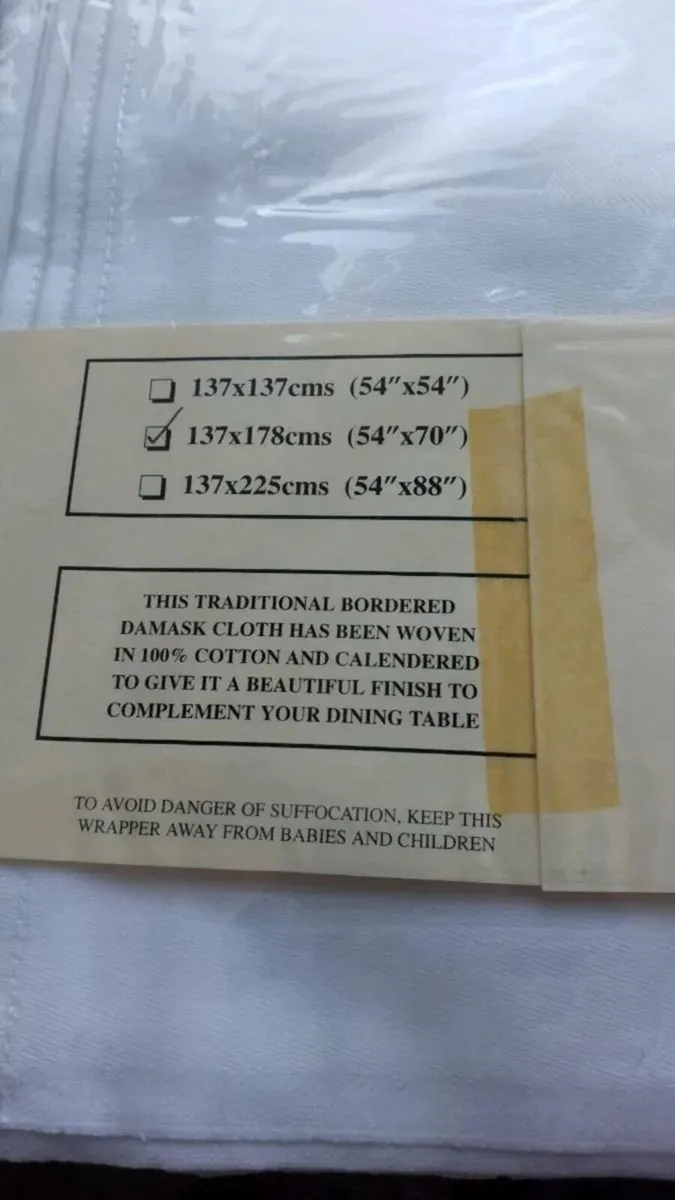 137x137cms (54"x54")
137x178cms (54"x70")
137x225cms (54"x88")
THIS TRADITIONAL BORDERED
DAMASK CLOTH HAS BEEN WOVEN
IN 100% COTTON AND CALENDERED
TO GIVE IT A BEAUTIFUL FINISH TO
COMPLEMENT YOUR DINING TABLE
TO AVOID DANGER OF SUFFOCATION, KEEP THIS
WRAPPER AWAY FROM BABIES AND CHILDREN